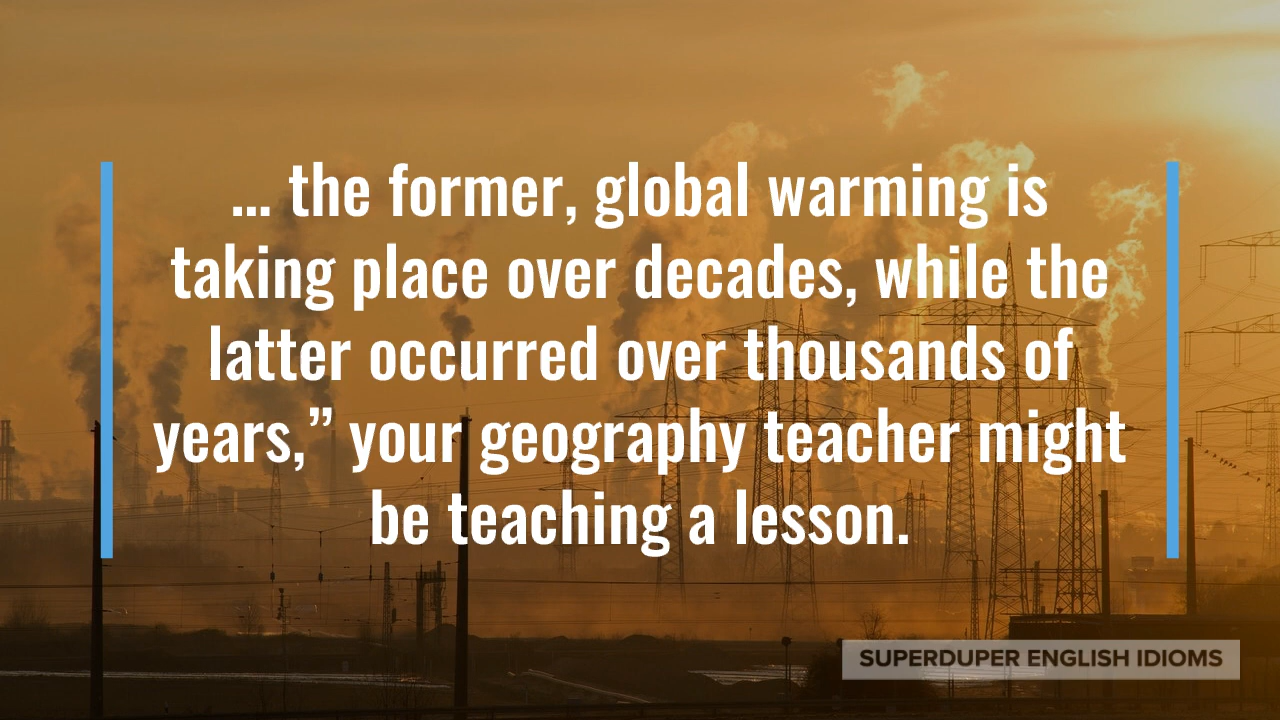 ... the former, global warming is
taking place over decades, while the
latter occurred over thousands of
years,” your geography teacher might
be teaching a lesson.
SUPERDUPER ENGLISH IDIOMS